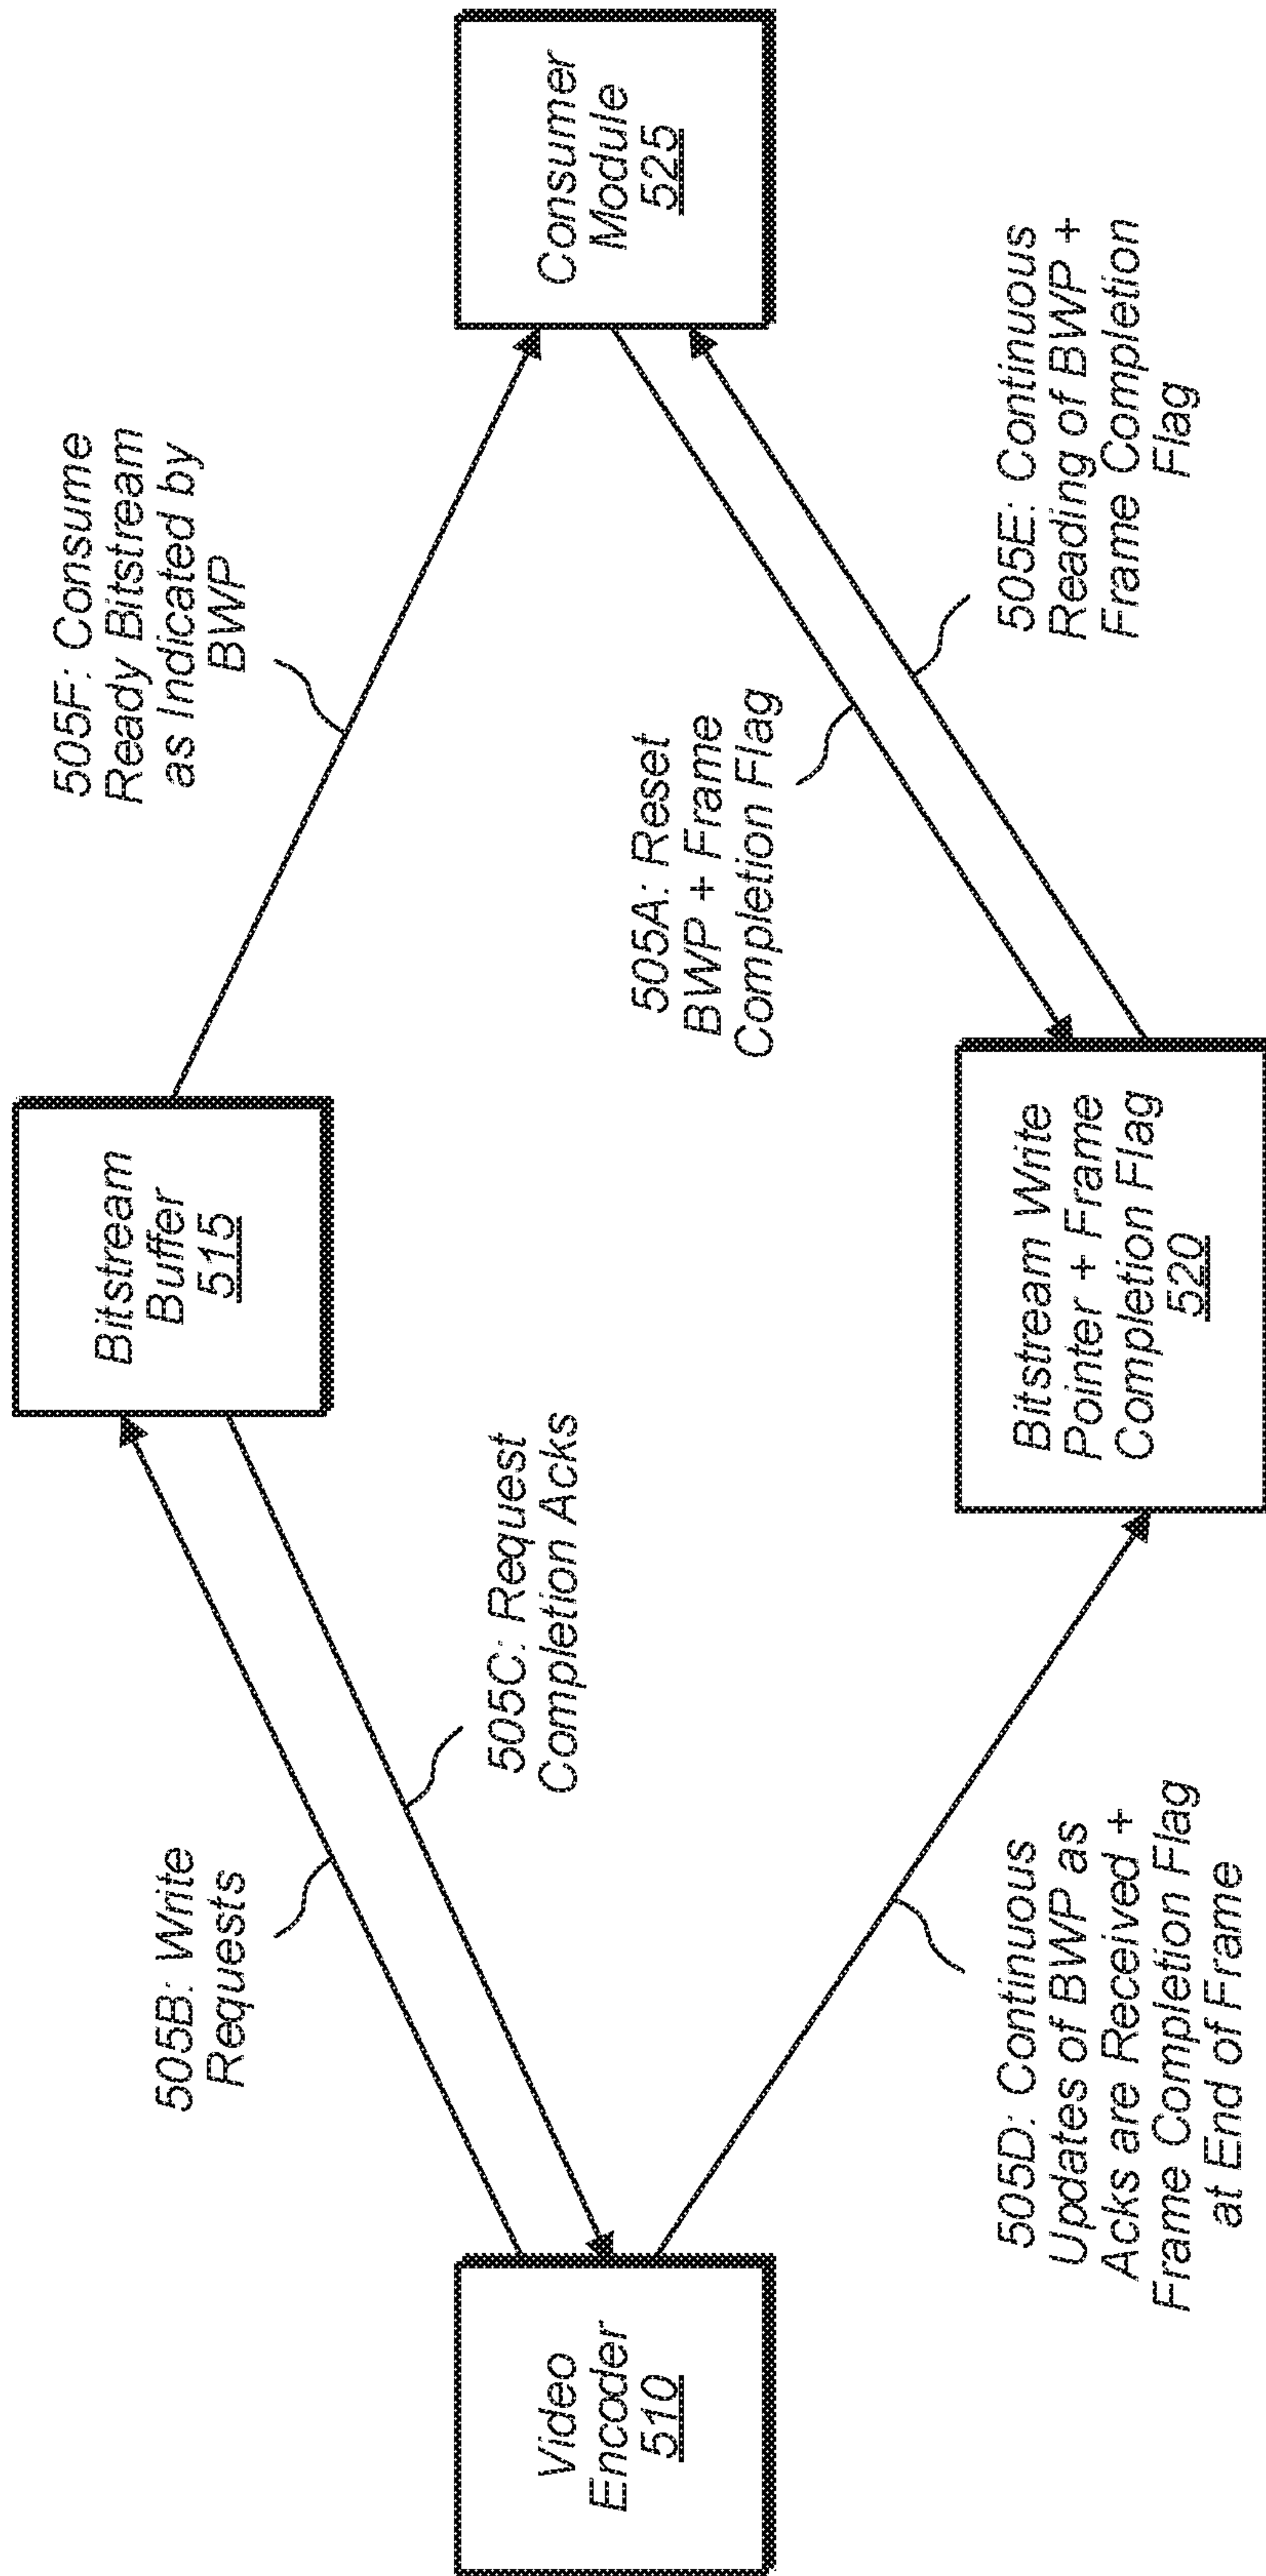 505B: Write
Requests
Bitstream
Buffer
515
505F: Consume
Ready Bitstream
as Indicated by
BWP
Video
Encoder
510
505C: Request
Completion Acks
505A: Reset
BWP + Frame
Completion Flag
Consumer
Module
525
505D: Continuous
Updates of BWP as
Acks are Received +
Frame Completion Flag
at End of Frame
Bitstream Write
Pointer + Frame
Completion Flag
520
505E: Continuous
Reading of BWP +
Frame Completion
Flag